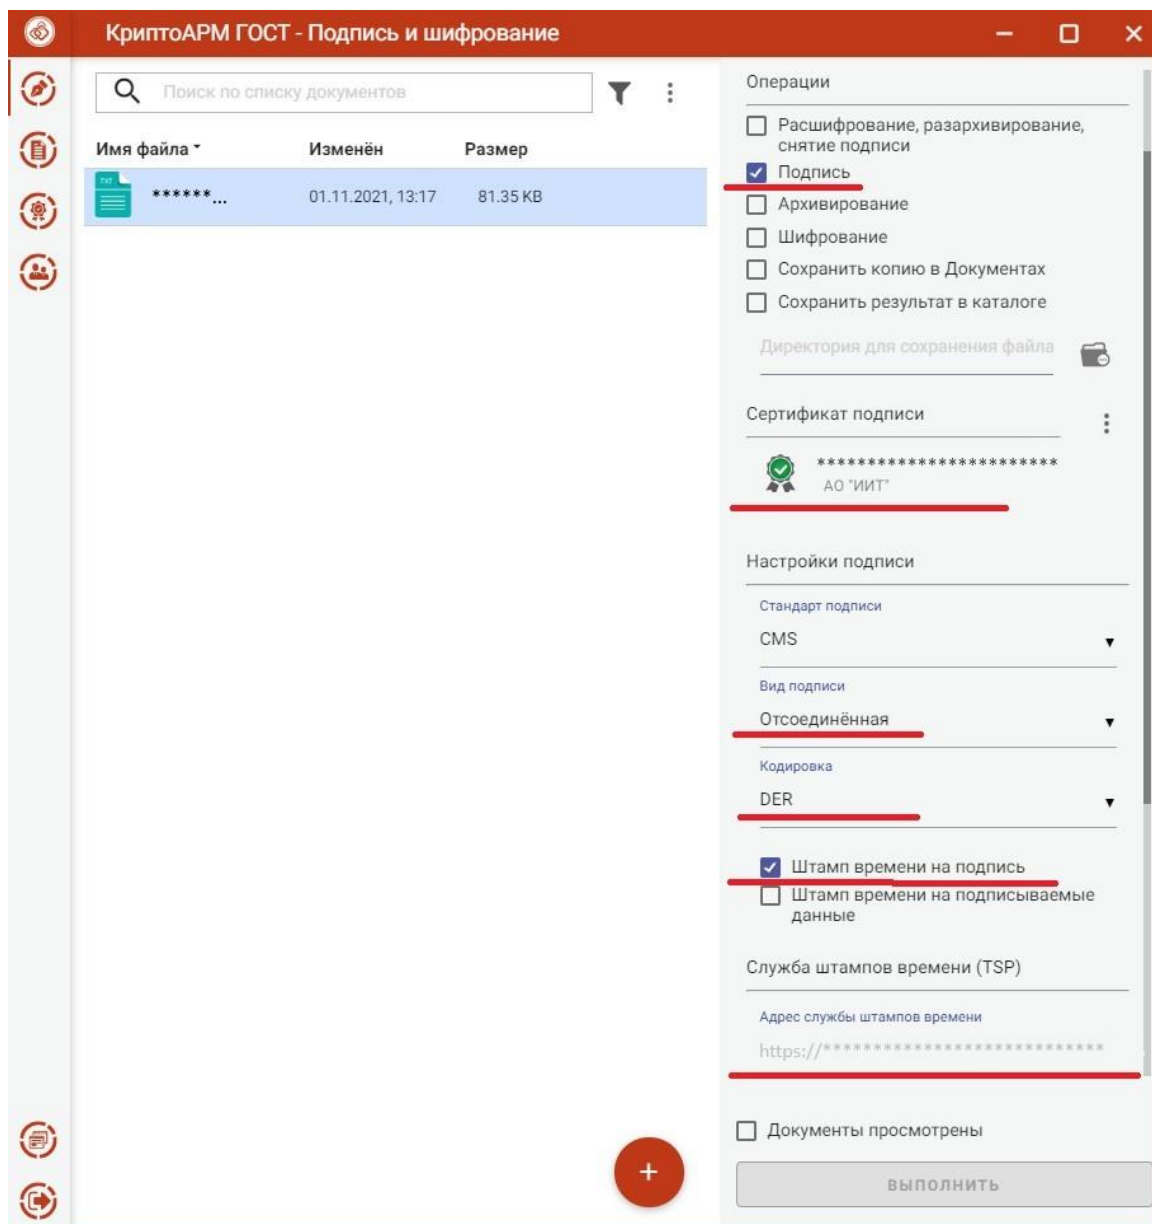 КриптоАРМ ГОСТ - Подпись и шифрование
Поиск по списку документов
Имя файла Изменён Размер
TXT
******... 01.11.2021, 13:17 81.35 KB
Операции
Расшифрование, разархивирование,
снятие подписи
Подпись
Архивирование
Шифрование
Сохранить копию в Документах
Сохранить результат в каталоге
Директория для сохранения файла
Сертификат подписи
************************
АО "ИИТ"
Настройки подписи
Стандарт подписи
CMS
Вид подписи
Отсоединённая
Кодировка
DER
Штамп времени на подпись
Штамп времени на подписываемые
данные
Служба штампов времени (TSP)
Адрес службы штампов времени
https://****************************
Документы просмотрены
+
ВЫПОЛНИТЬ